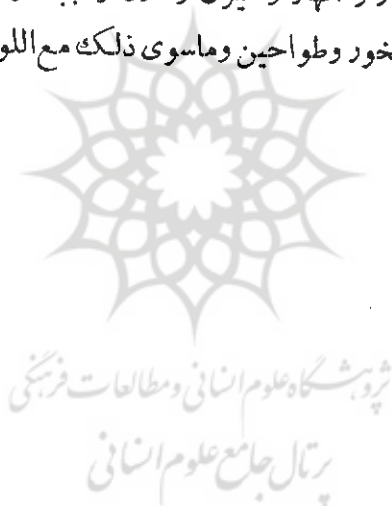 خور وطواحين وماسوى ذلك مع اللو
پژوهشگاه علوم انسانی و مطالعات فرهنگی
پرتال جامع علوم انسانی